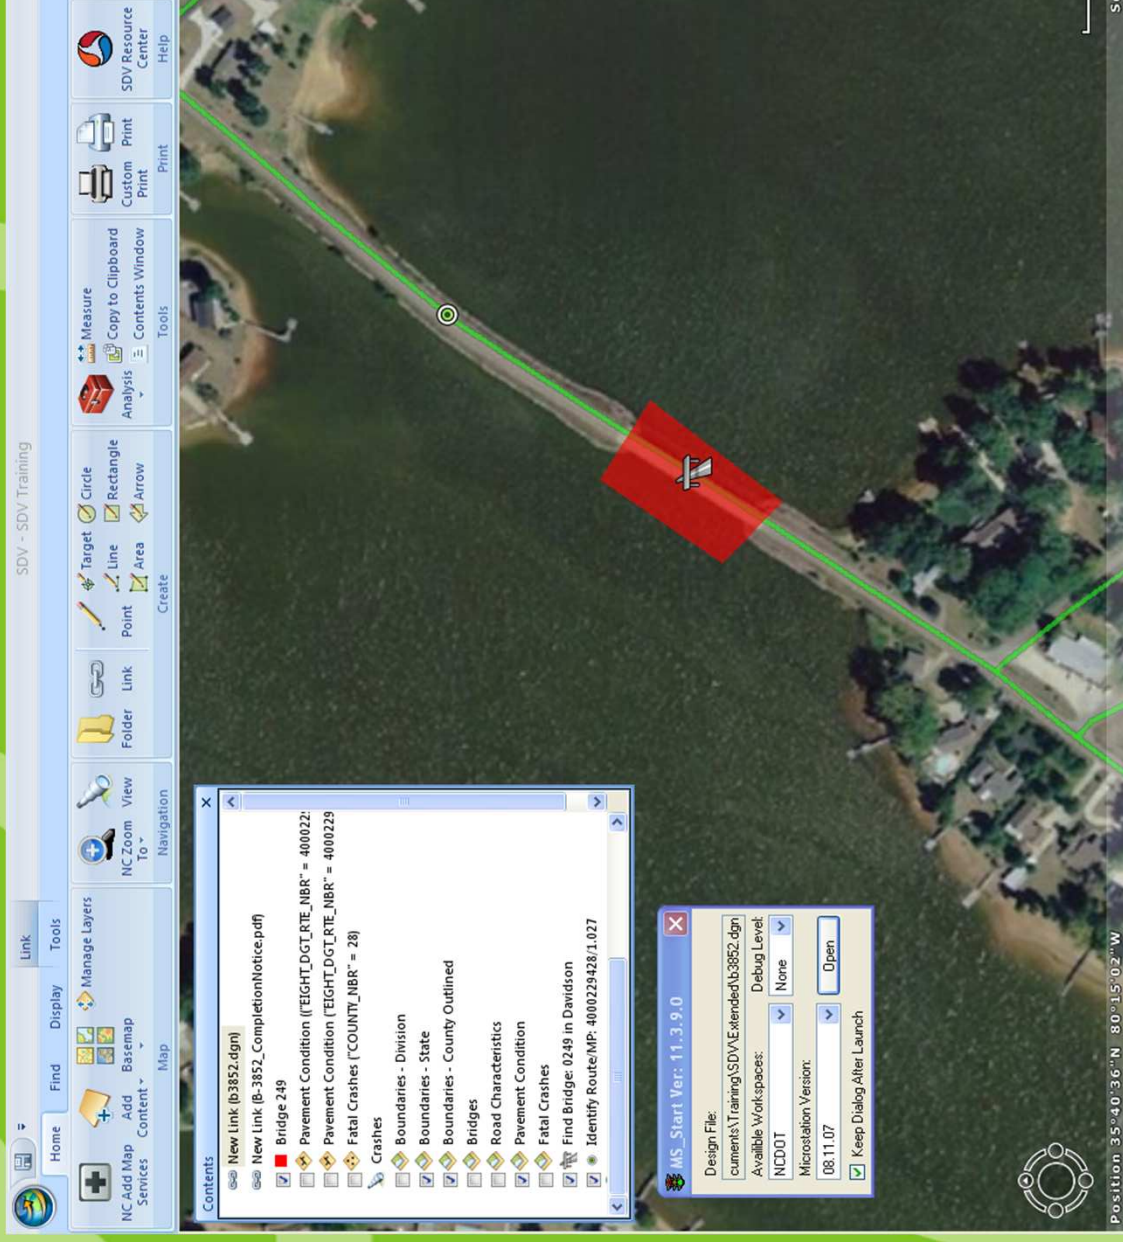 SDV - SDV Training
Link
Home
Find
Display
Tools
NC Add Map
Services
Add
Content
Basemap
Manage Layers
Map
NC Zoom
To
View
Navigation
Folder
Link
Point
Target
Line
Area
Circle
Rectangle
Arrow
Create
Analysis
Measure
Copy to Clipboard
Contents Window
Tools
Custom
Print
Print
Print
SDV Resource
Center
Help
Contents
New Link (b3852.dgn)
New Link (B-3852_CompletionNotice.pdf)
Bridge 249
Pavement Condition (("EIGHT_DGT_RTE_NBR" = 400022
Pavement Condition ("EIGHT_DGT_RTE_NBR" = 4000229
Fatal Crashes ("COUNTY_NBR" = 28)
Crashes
Boundaries - Division
Boundaries - State
Boundaries - County Outlined
Bridges
Road Characteristics
Pavement Condition
Fatal Crashes
Find Bridge: 0249 in Davidson
Identify Route/MP: 4000229428/1.027
MS_Start Ver: 11.3.9.0
Design File:
cuments\Training\SDV\Extended\b3852.dgn
Availible Workspaces:
Debug Level:
NCDOT
None
Microstation Version:
08.11.07
Open
Keep Dialog After Launch
Position 35°40'36"N 80°15'02"W